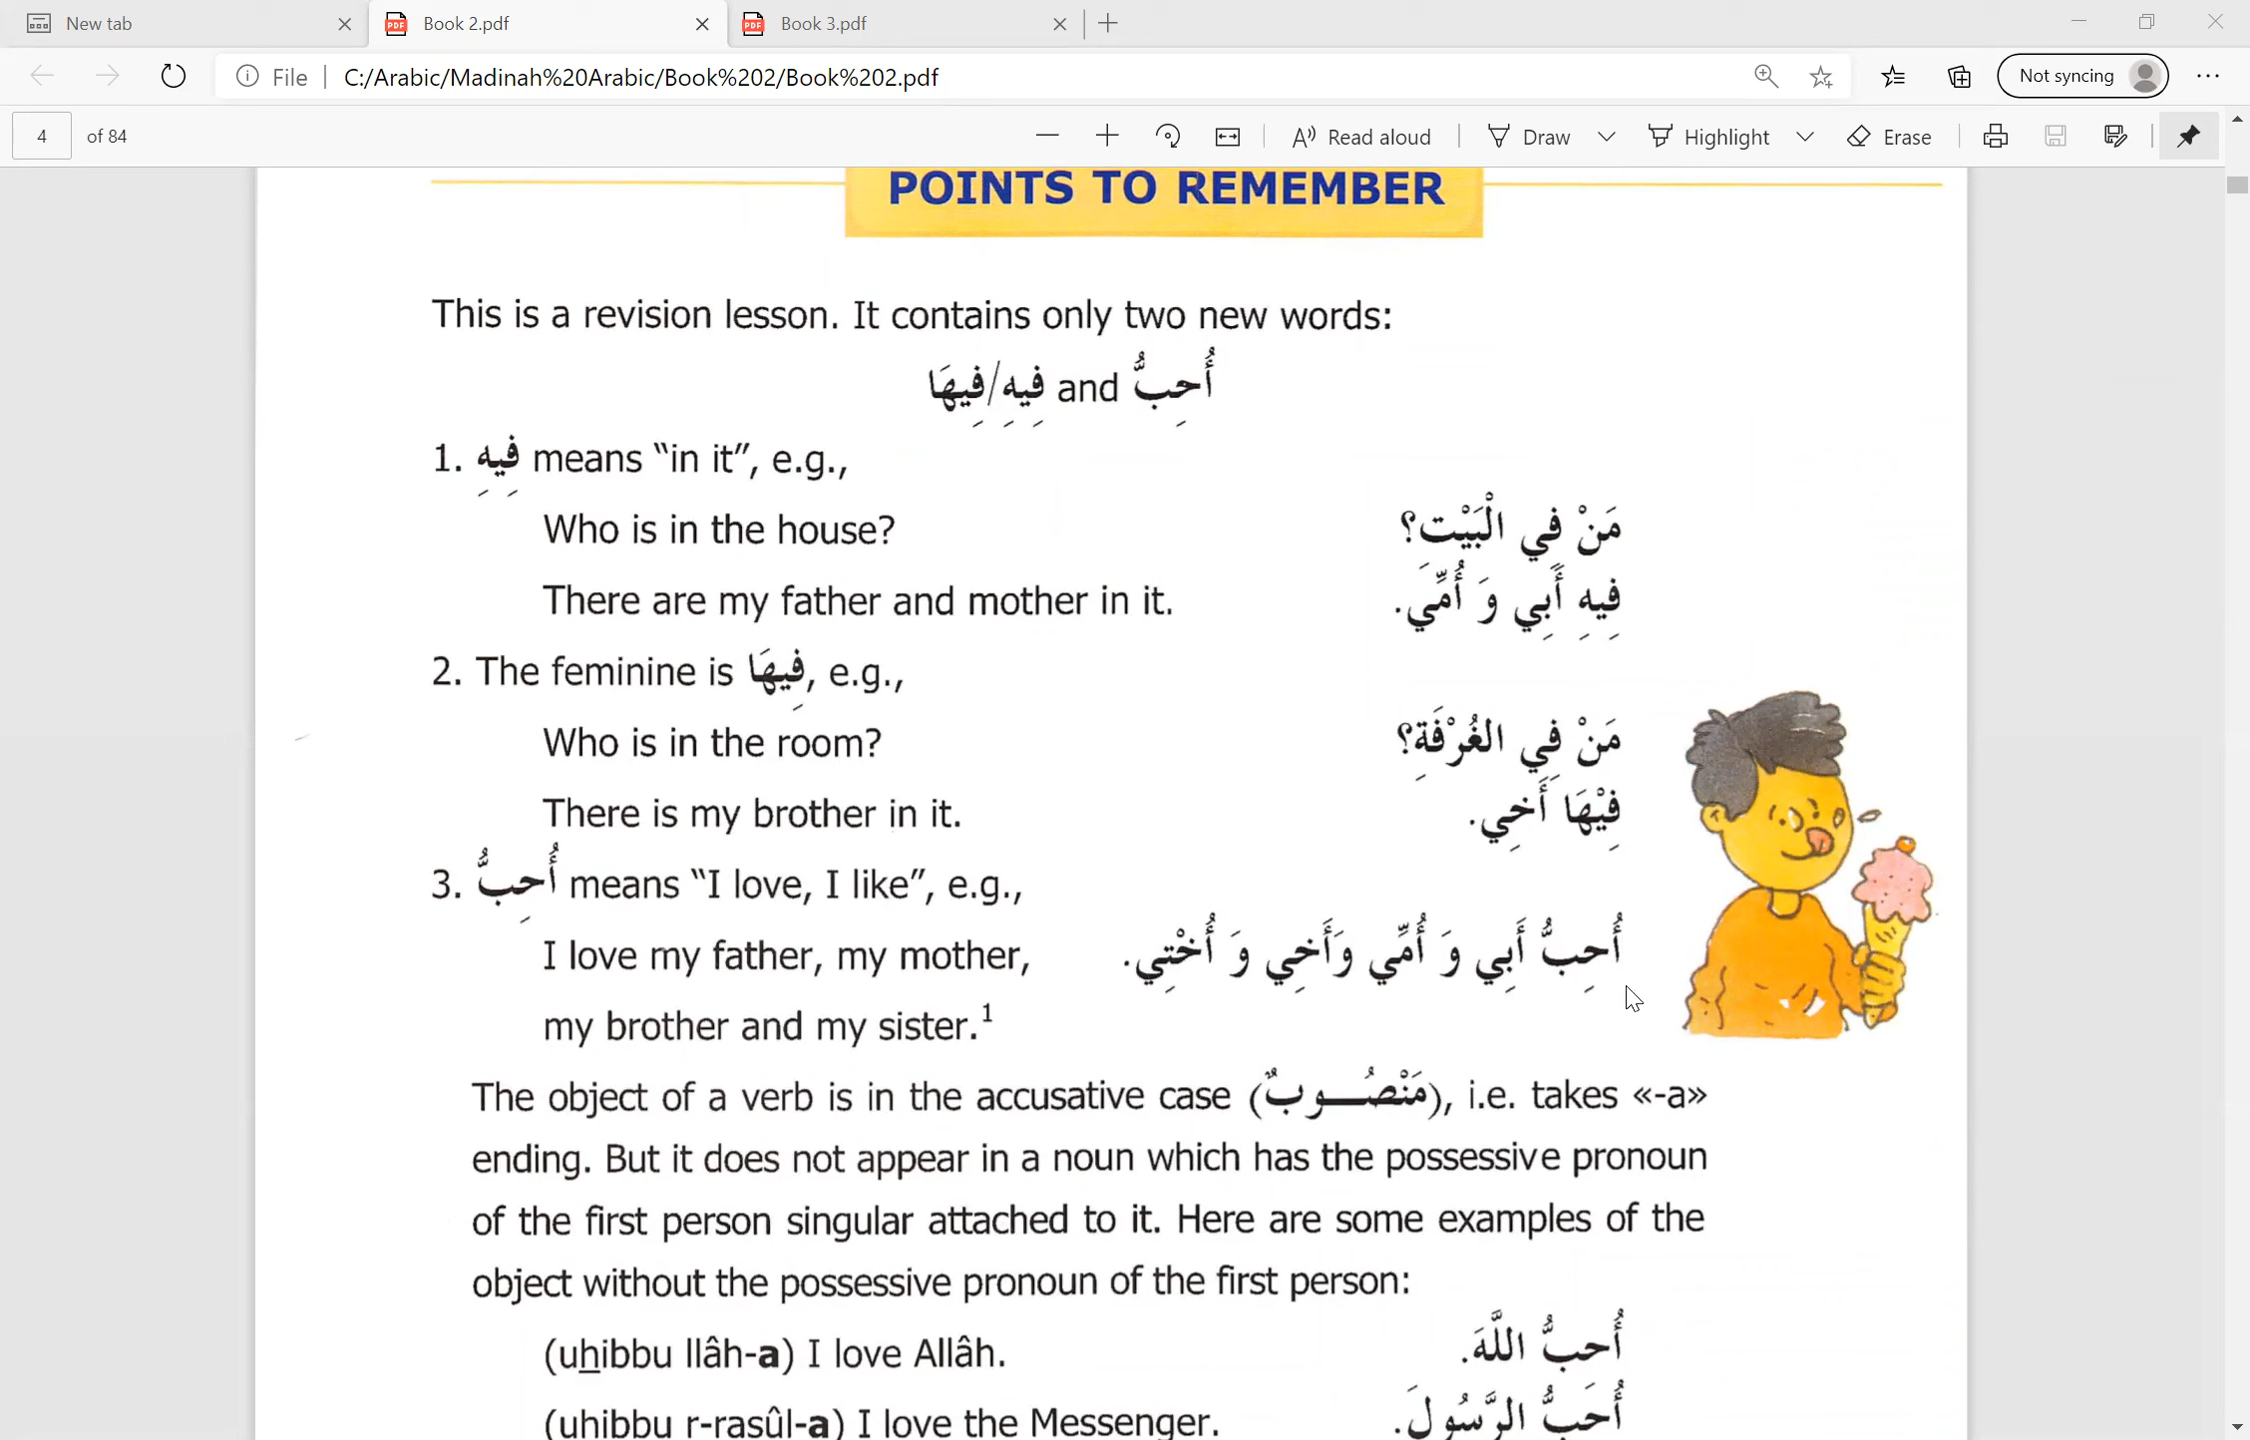 New tab
Book 2.pdf
Book 3.pdf
File
C:/Arabic/Madinah%20Arabic/Book%202/Book%202.pdf
Not syncing
4 of 84
Read aloud
Draw
Highlight
Erase
POINTS TO REMEMBER
This is a revision lesson. It contains only two new words:
أُحِبُّ and فِيهِ/فِيهَا
1. فِيهِ means “in it”, e.g.,
Who is in the house? مَنْ فِي الْبَيْتِ؟
There are my father and mother in it. فِيهِ أَبِي وَ أُمِّي.
2. The feminine is فِيهَا, e.g.,
Who is in the room? مَنْ فِي الغُرْفَةِ؟
There is my brother in it. فِيْهَا أَخِي.
3. أُحِبُّ means “I love, I like”, e.g.,
I love my father, my mother, أُحِبُّ أَبِي وَ أُمِّي وَأَخِي وَ أُخْتِي.
my brother and my sister.1
The object of a verb is in the accusative case (مَنْصُـــوبٌ), i.e. takes «-a»
ending. But it does not appear in a noun which has the possessive pronoun
of the first person singular attached to it. Here are some examples of the
object without the possessive pronoun of the first person:
(uhibbu llâh-a) I love Allâh. أُحبُّ اللَّهَ.
(uhibbu r-rasûl-a) I love the Messenger. أُحِبُّ الرَّسُولَ.